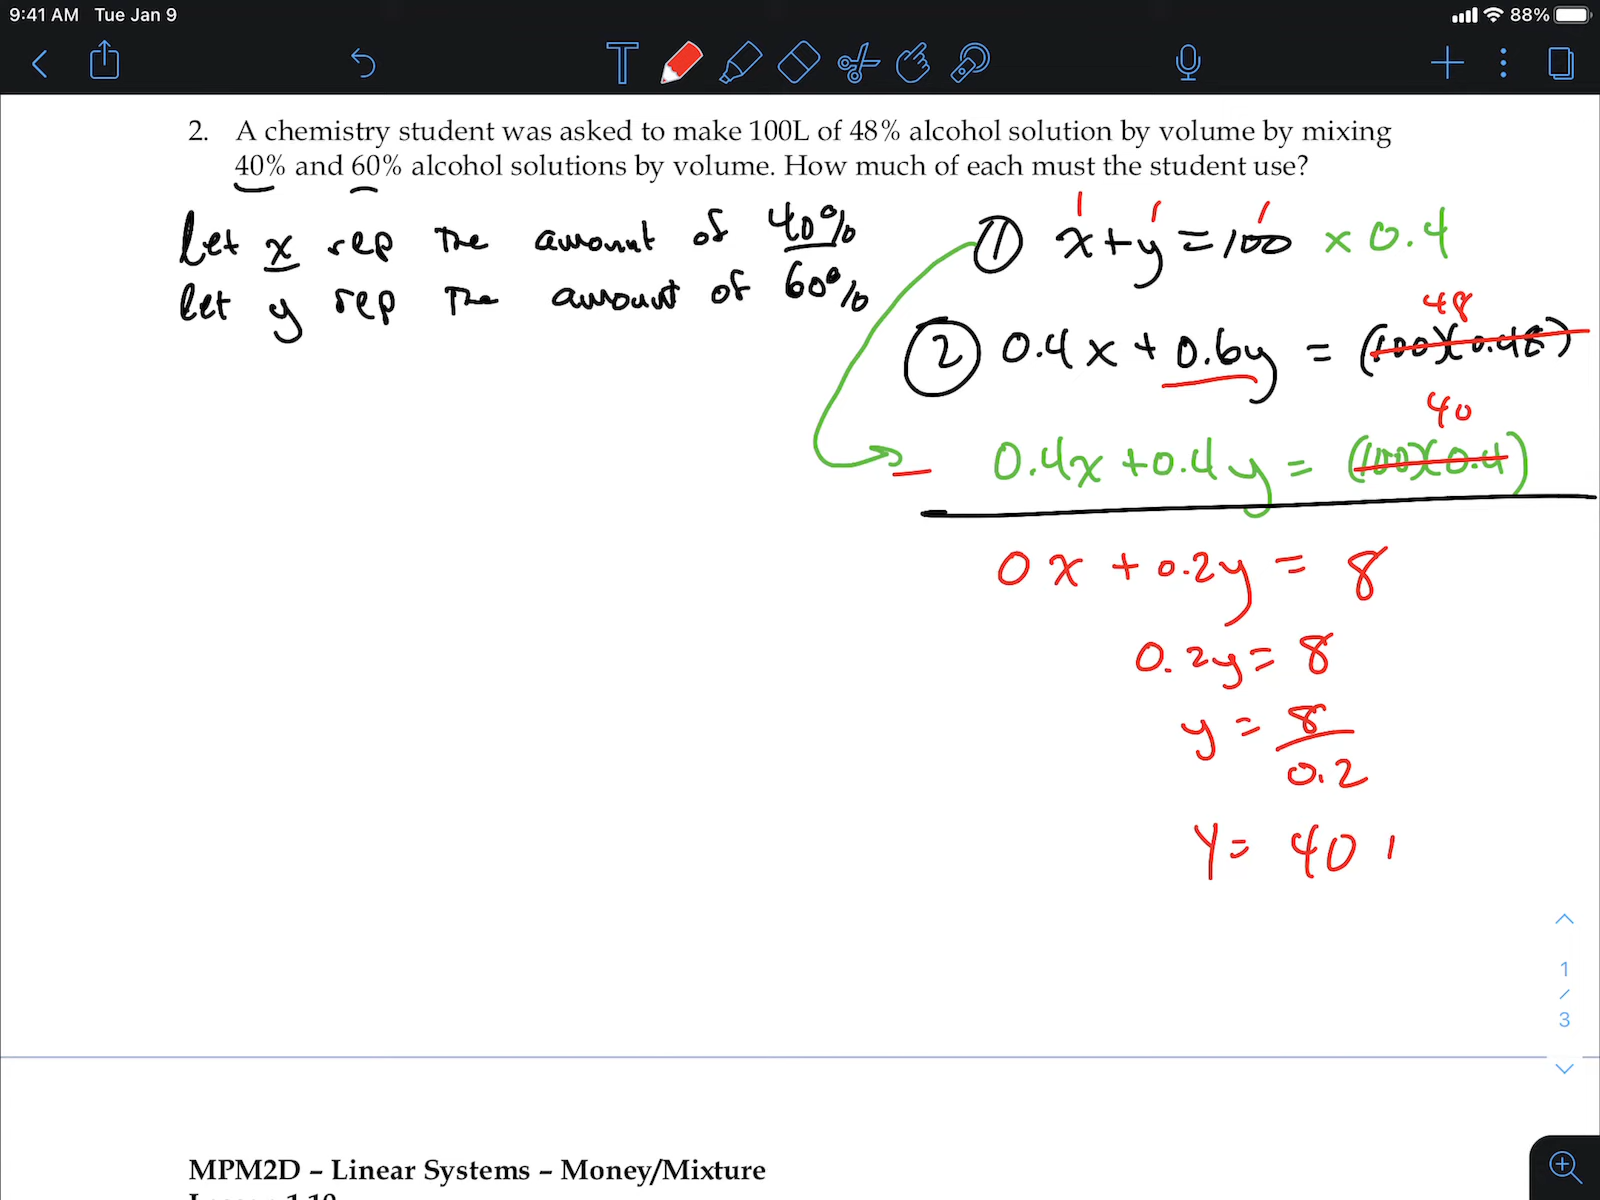 9:41 AM Tue Jan 9
88%
2. A chemistry student was asked to make 100L of 48% alcohol solution by volume by mixing
40% and 60% alcohol solutions by volume. How much of each must the student use?
Let x rep the amount of 40%
let y rep the amount of 60%
① x + y = 100 × 0.4
48
② 0.4x + 0.6y = (100)(0.48)
40
− 0.4x + 0.4y = (100)(0.4)
0x + 0.2y = 8
0.2y = 8
y = 8/0.2
y = 40
1
/
3
MPM2D – Linear Systems – Money/Mixture